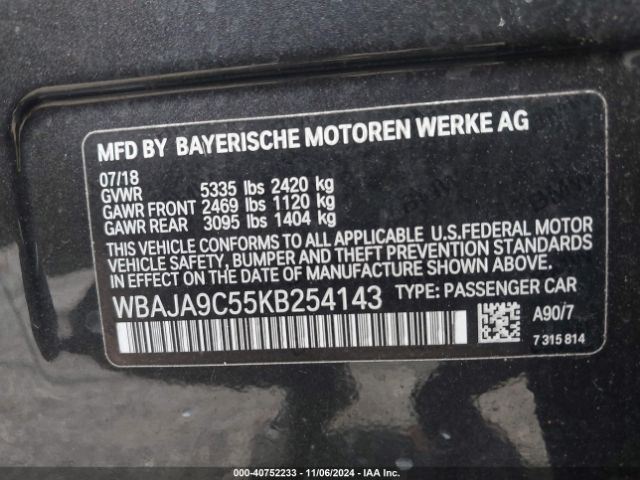 MFD BY BAYERISCHE MOTOREN WERKE AG
07/18
GVWR 5335 lbs 2420 kg
GAWR FRONT 2469 lbs 1120 kg
GAWR REAR 3095 lbs 1404 kg
THIS VEHICLE CONFORMS TO ALL APPLICABLE U.S.FEDERAL MOTOR
VEHICLE SAFETY, BUMPER AND THEFT PREVENTION STANDARDS
IN EFFECT ON THE DATE OF MANUFACTURE SHOWN ABOVE.
WBAJA9C55KB254143 TYPE: PASSENGER CAR
A90/7
7 315 814
000-40752233 - 11/06/2024 - IAA Inc.